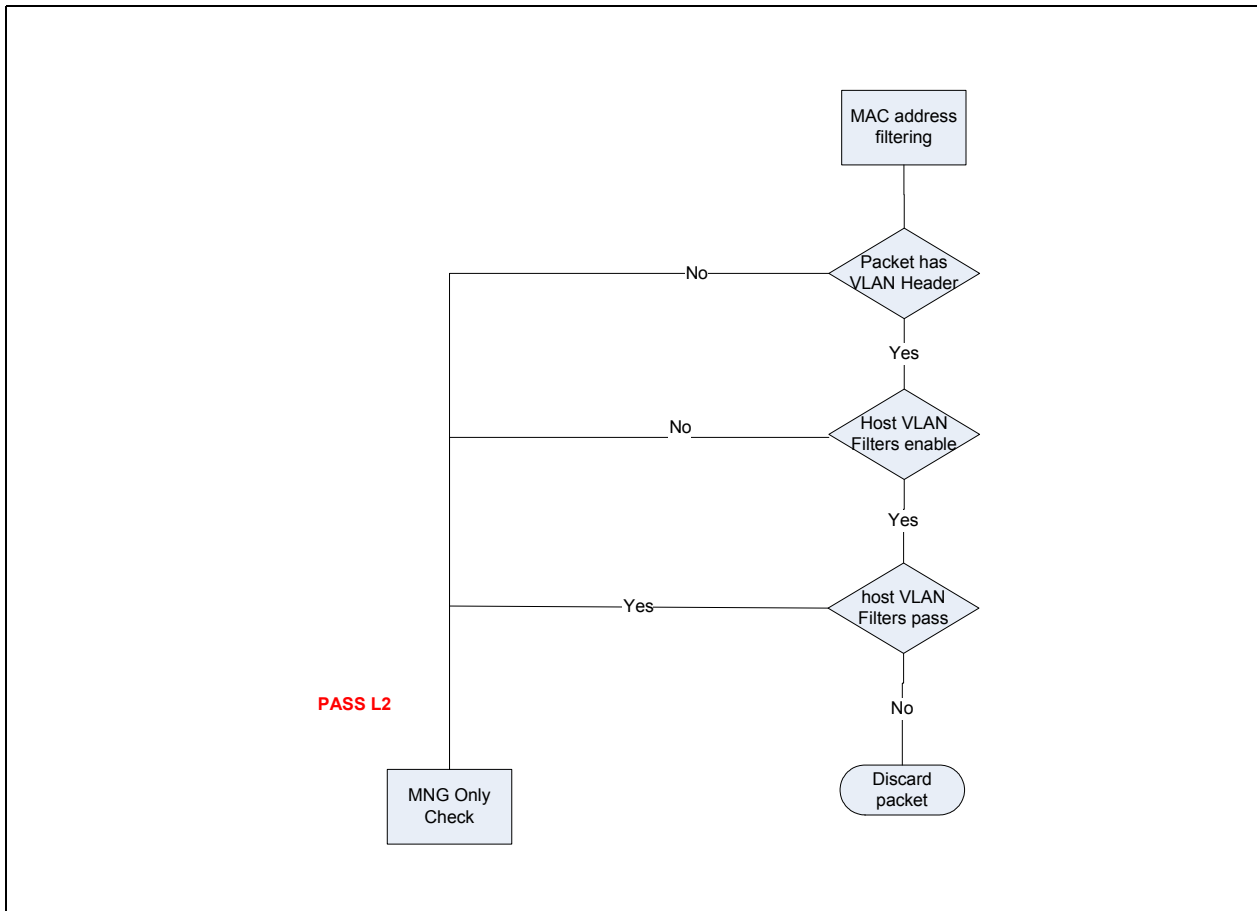 MAC address
filtering
Packet has
VLAN Header
No
Yes
Host VLAN
Filters enable
No
Yes
host VLAN
Filters pass
Yes
No
PASS L2
MNG Only
Check
Discard
packet